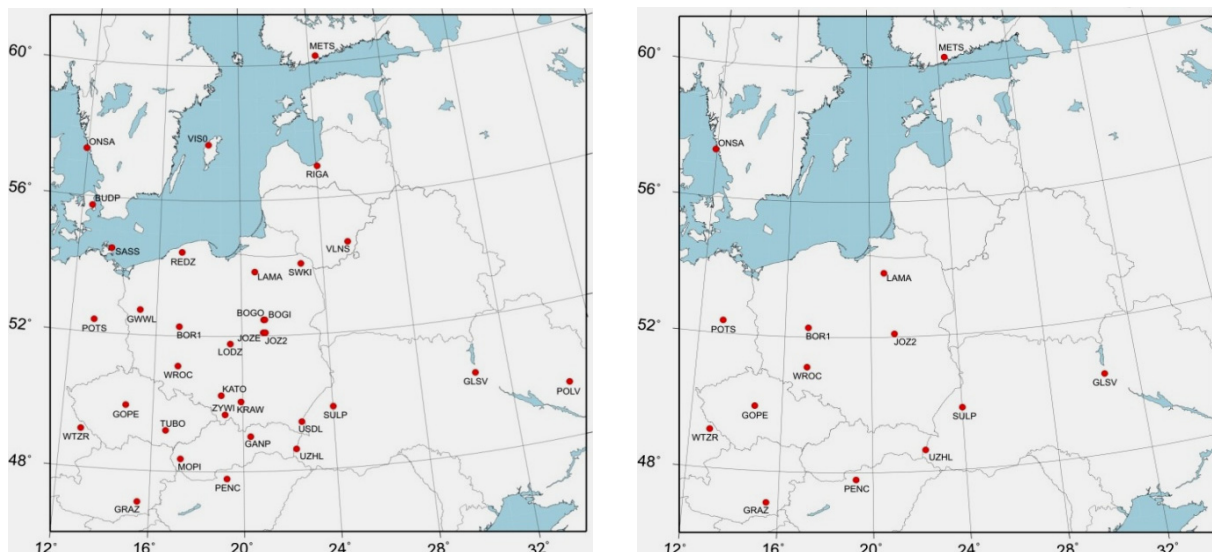 60°
METS
ONSA
VIS0
RIGA
56°
BUDP
SASS
REDZ
VLNS
SWKI
LAMA
POTS
GWWL
BOGO BOGI
52°
BOR1
JOZE JOZ2
LODZ
WROC
GLSV
POLV
KATO
GOPE
ZYWI KRAW
SULP
TUBO
USDL
WTZR
GANP
UZHL
48°
MOPI
PENC
GRAZ
12° 16° 20° 24° 28° 32°
60°
METS
ONSA
56°
LAMA
POTS
52°
BOR1
JOZ2
WROC
GLSV
GOPE
SULP
WTZR
UZHL
48°
PENC
GRAZ
12° 16° 20° 24° 28° 32°